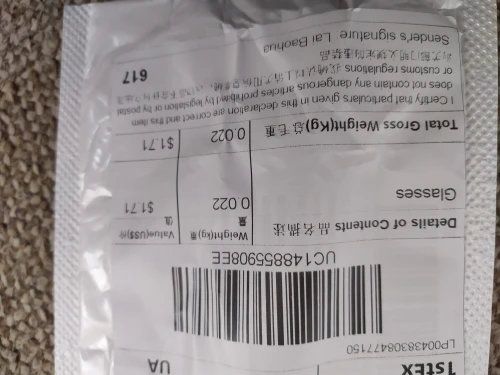 1STEX UA
LP00438308477150
UC148855908EE
Details of Contents 品名描述 Weight(kg)重量 Value(US$)价值
Glasses 0.022 $1.71
Total Gross Weight(Kg)总毛重 0.022 $1.71
I Certify that particulars given in this declaration are correct and this item
does not contain any dangerous articles prohibited by legislation or by postal
or customs regulations
Sender's signature Lai Baohua 617